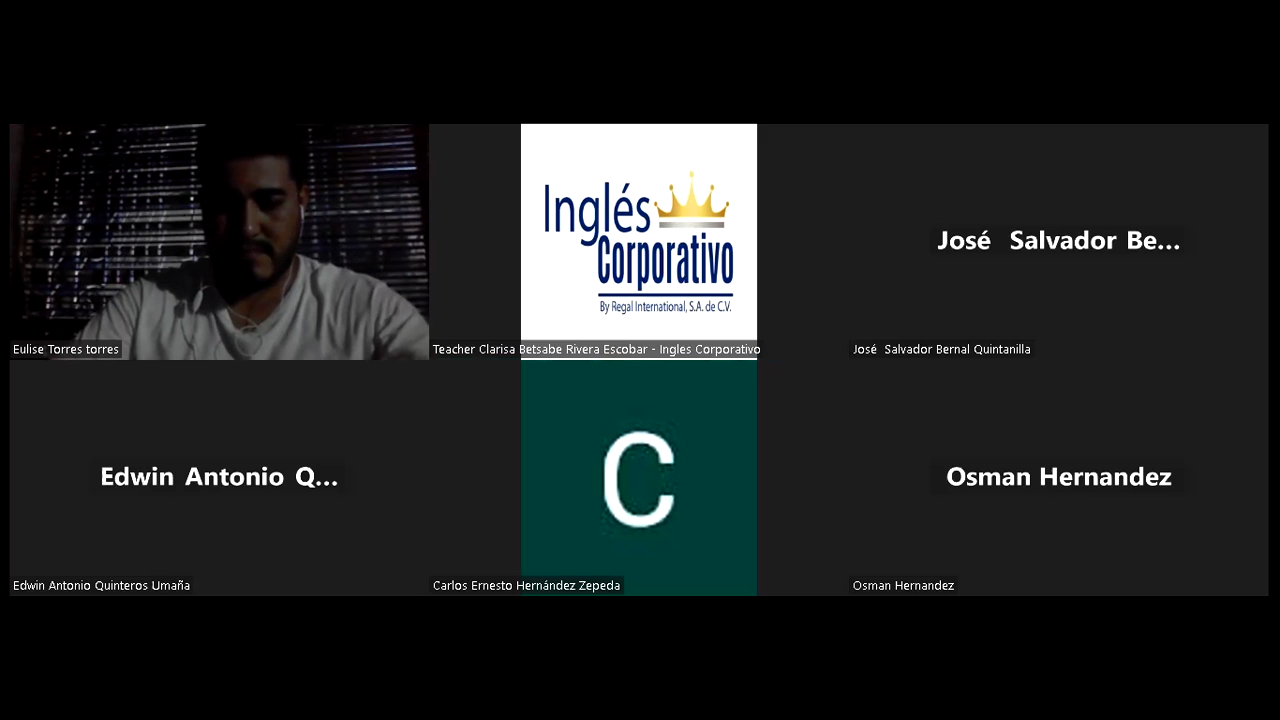 Inglés
Corporativo
By Regal International, S.A. de C.V.
José Salvador Be...
Eulise Torres torres
Teacher Clarisa Betsabe Rivera Escobar - Ingles Corporativo
José Salvador Bernal Quintanilla
Edwin Antonio Q...
C
Osman Hernandez
Edwin Antonio Quinteros Umaña
Carlos Ernesto Hernández Zepeda
Osman Hernandez